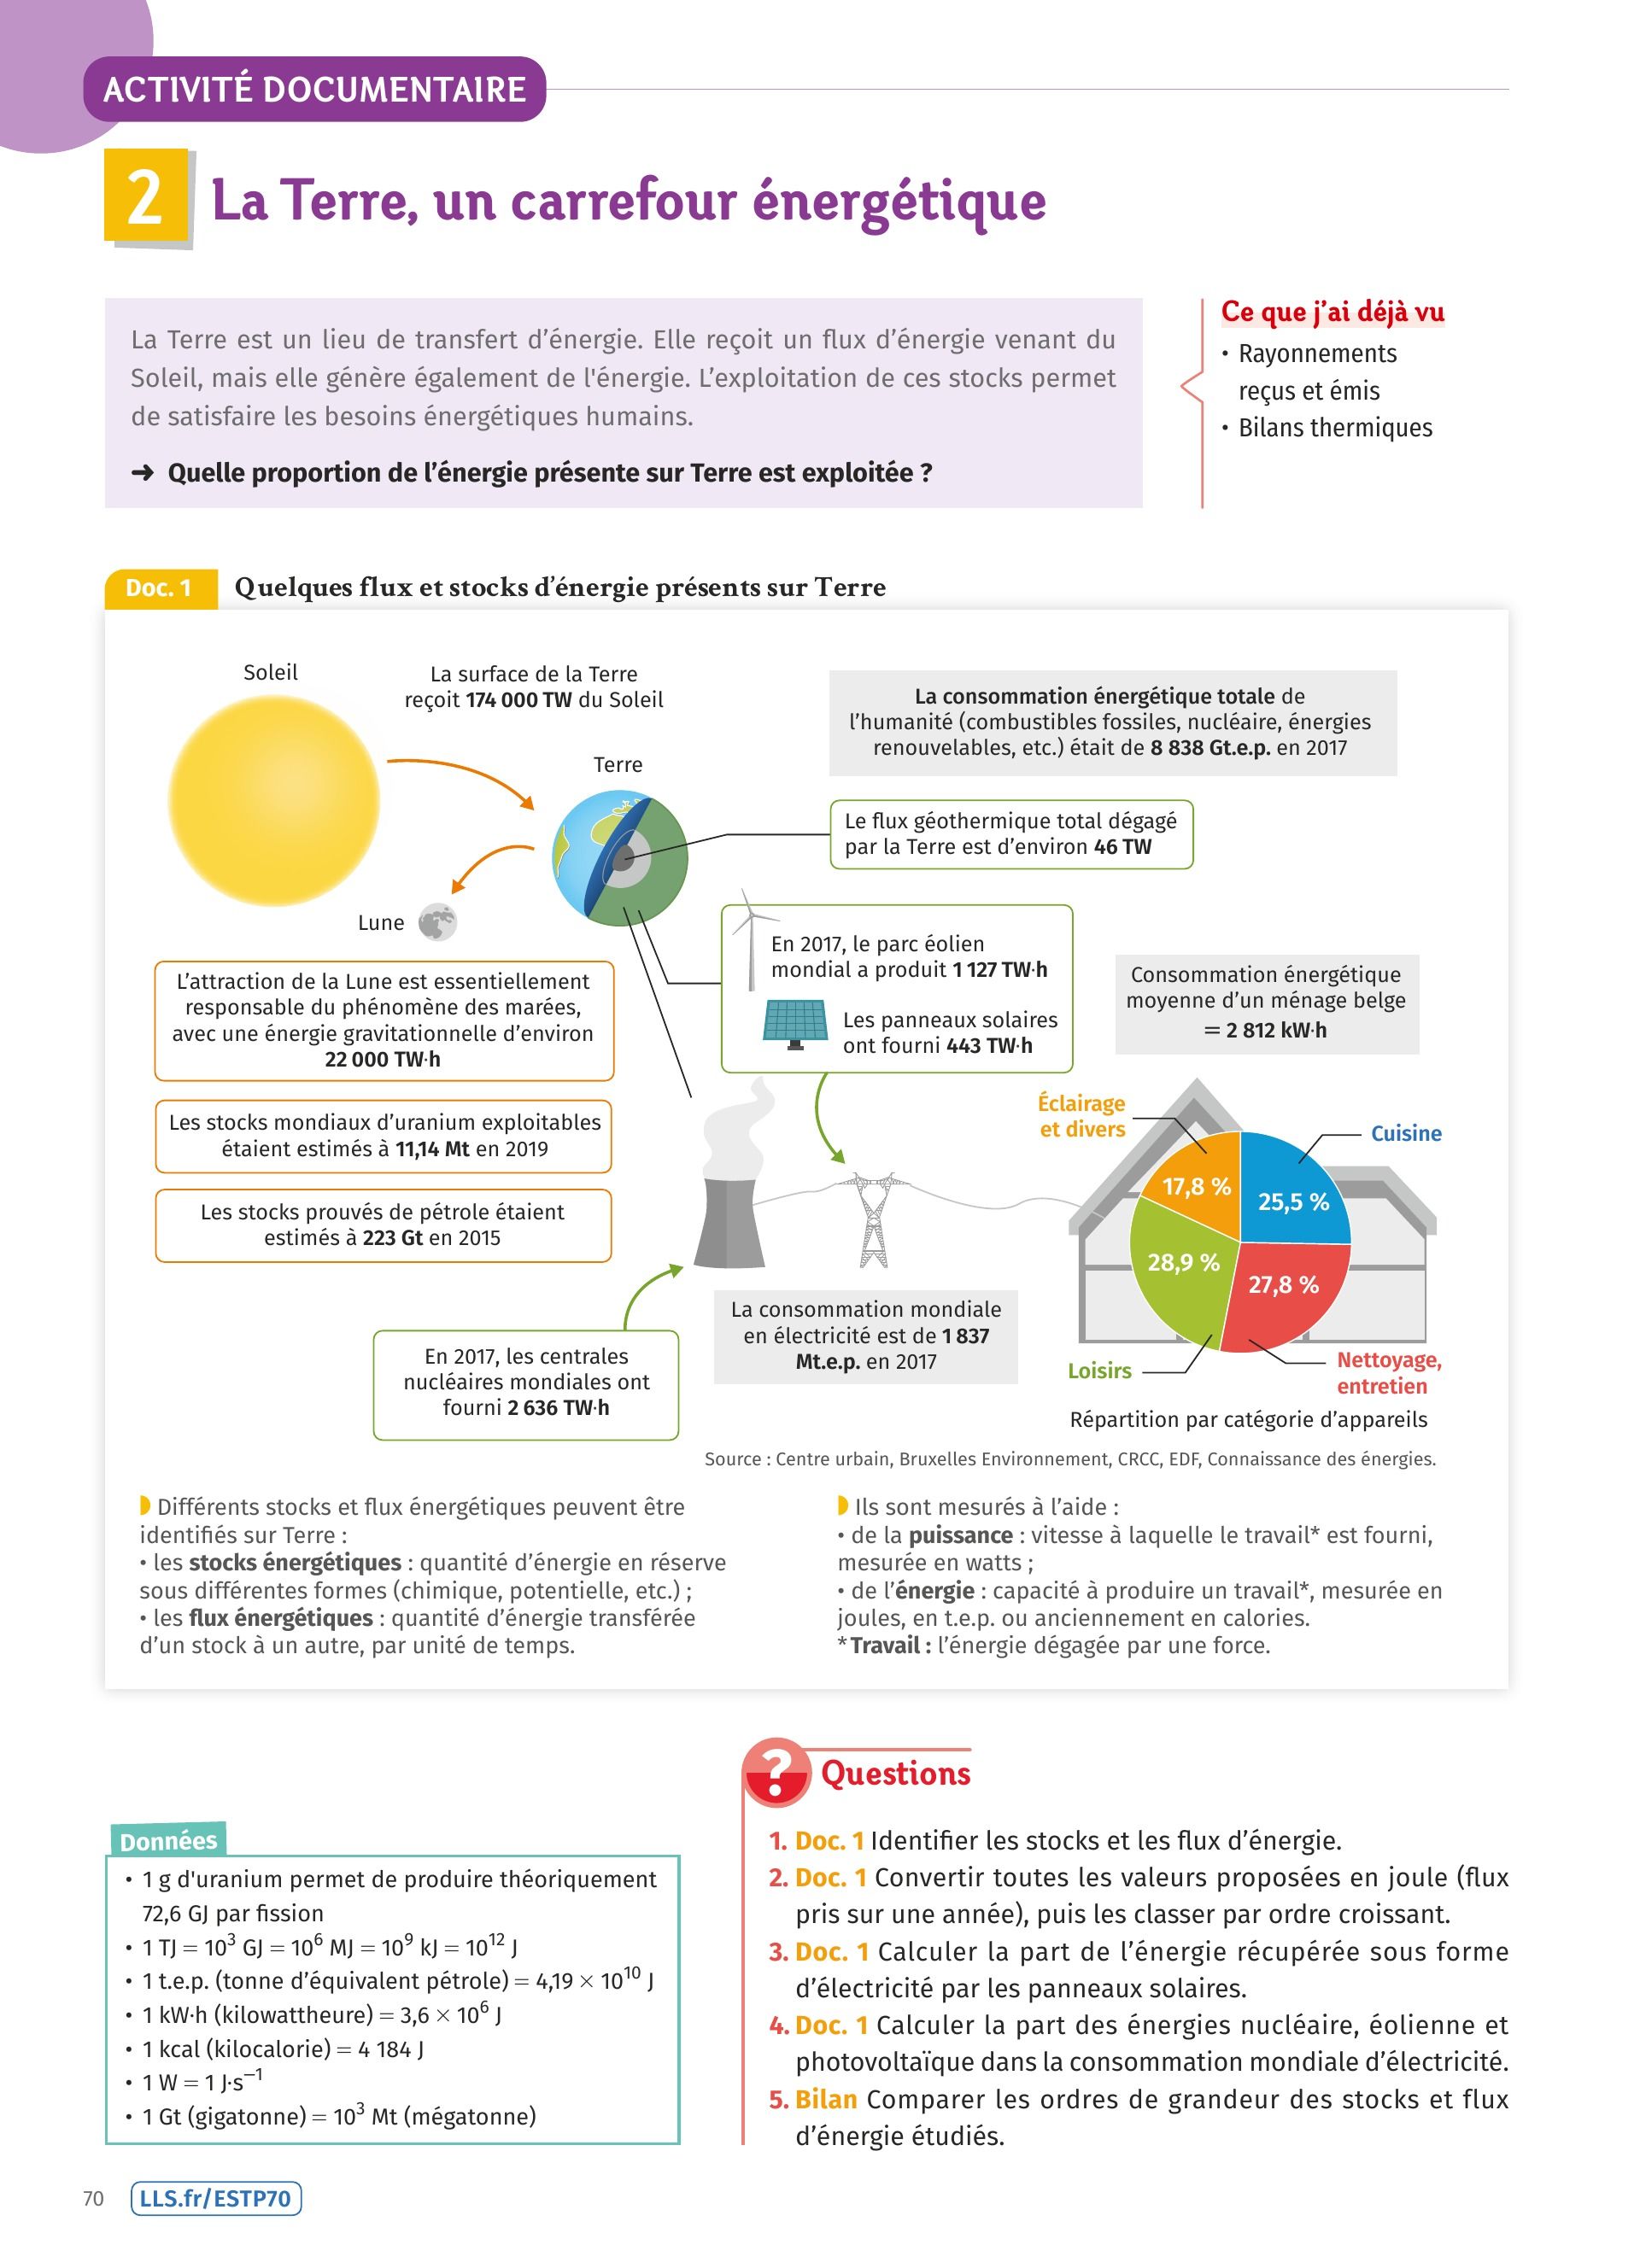 ACTIVITÉ DOCUMENTAIRE
2
La Terre, un carrefour énergétique
La Terre est un lieu de transfert d’énergie. Elle reçoit un flux d’énergie venant du
Soleil, mais elle génère également de l'énergie. L’exploitation de ces stocks permet
de satisfaire les besoins énergétiques humains.
➜ Quelle proportion de l’énergie présente sur Terre est exploitée ?
Ce que j’ai déjà vu
• Rayonnements
reçus et émis
• Bilans thermiques
Doc. 1
Quelques flux et stocks d’énergie présents sur Terre
Soleil
La surface de la Terre
reçoit 174 000 TW du Soleil
La consommation énergétique totale de
l’humanité (combustibles fossiles, nucléaire, énergies
renouvelables, etc.) était de 8 838 Gt.e.p. en 2017
Terre
Le flux géothermique total dégagé
par la Terre est d’environ 46 TW
Lune
En 2017, le parc éolien
mondial a produit 1 127 TW·h
Les panneaux solaires
ont fourni 443 TW·h
L’attraction de la Lune est essentiellement
responsable du phénomène des marées,
avec une énergie gravitationnelle d’environ
22 000 TW·h
Consommation énergétique
moyenne d’un ménage belge
= 2 812 kW·h
Les stocks mondiaux d’uranium exploitables
étaient estimés à 11,14 Mt en 2019
Les stocks prouvés de pétrole étaient
estimés à 223 Gt en 2015
Éclairage
et divers
Cuisine
17,8 %
25,5 %
28,9 %
27,8 %
Loisirs
Nettoyage,
entretien
Répartition par catégorie d’appareils
La consommation mondiale
en électricité est de 1 837
Mt.e.p. en 2017
En 2017, les centrales
nucléaires mondiales ont
fourni 2 636 TW·h
Source : Centre urbain, Bruxelles Environnement, CRCC, EDF, Connaissance des énergies.
Différents stocks et flux énergétiques peuvent être
identifiés sur Terre :
• les stocks énergétiques : quantité d’énergie en réserve
sous différentes formes (chimique, potentielle, etc.) ;
• les flux énergétiques : quantité d’énergie transférée
d’un stock à un autre, par unité de temps.
Ils sont mesurés à l’aide :
• de la puissance : vitesse à laquelle le travail* est fourni,
mesurée en watts ;
• de l’énergie : capacité à produire un travail*, mesurée en
joules, en t.e.p. ou anciennement en calories.
*Travail : l’énergie dégagée par une force.
Données
• 1 g d'uranium permet de produire théoriquement
72,6 GJ par fission
• 1 TJ = 10³ GJ = 10⁶ MJ = 10⁹ kJ = 10¹² J
• 1 t.e.p. (tonne d’équivalent pétrole) = 4,19 × 10¹⁰ J
• 1 kW·h (kilowattheure) = 3,6 × 10⁶ J
• 1 kcal (kilocalorie) = 4 184 J
• 1 W = 1 J·s⁻¹
• 1 Gt (gigatonne) = 10³ Mt (mégatonne)
?
Questions
1. Doc. 1 Identifier les stocks et les flux d’énergie.
2. Doc. 1 Convertir toutes les valeurs proposées en joule (flux
pris sur une année), puis les classer par ordre croissant.
3. Doc. 1 Calculer la part de l’énergie récupérée sous forme
d’électricité par les panneaux solaires.
4. Doc. 1 Calculer la part des énergies nucléaire, éolienne et
photovoltaïque dans la consommation mondiale d’électricité.
5. Bilan Comparer les ordres de grandeur des stocks et flux
d’énergie étudiés.
70
LLS.fr/ESTP70